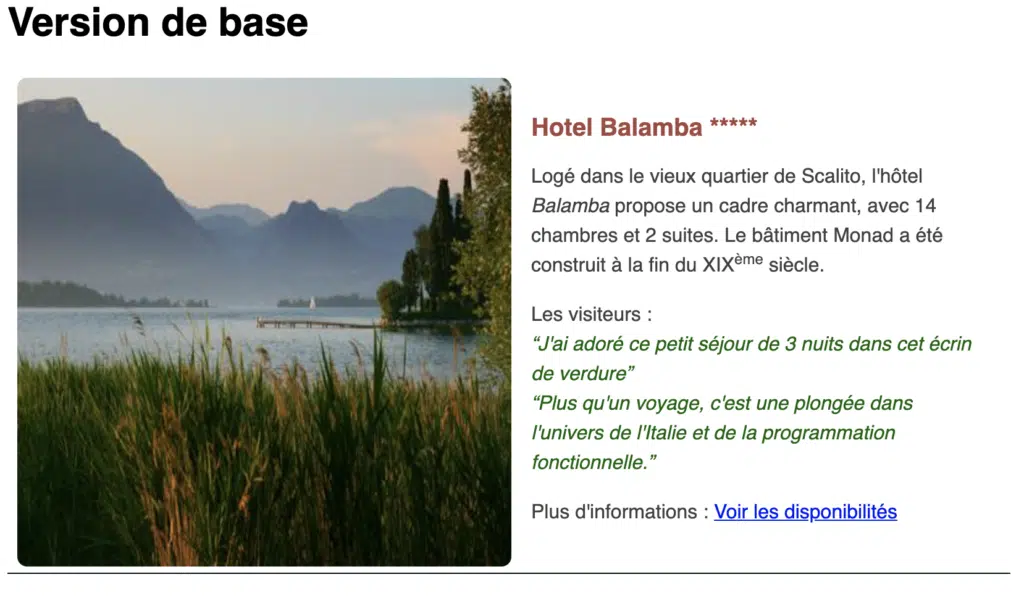 Version de base
Hotel Balamba *****
Logé dans le vieux quartier de Scalito, l'hôtel
Balamba propose un cadre charmant, avec 14
chambres et 2 suites. Le bâtiment Monad a été
construit à la fin du XIXème siècle.
Les visiteurs :
“J'ai adoré ce petit séjour de 3 nuits dans cet écrin
de verdure”
“Plus qu'un voyage, c'est une plongée dans
l'univers de l'Italie et de la programmation
fonctionnelle.”
Plus d'informations : Voir les disponibilités